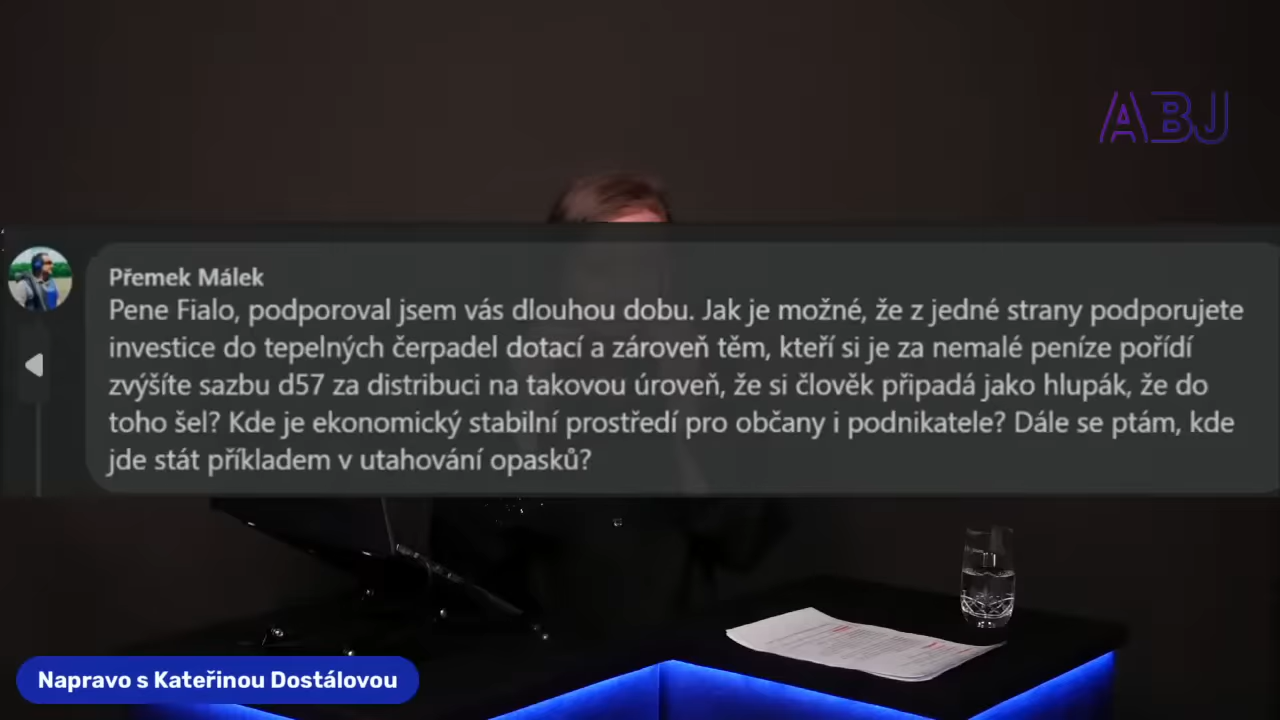 ABJ
Přemek Málek
Pene Fialo, podporoval jsem vás dlouhou dobu. Jak je možné, že z jedné strany podporujete
investice do tepelných čerpadel dotací a zároveň těm, kteří si je za nemalé peníze pořídí
zvýšíte sazbu d57 za distribuci na takovou úroveň, že si člověk připadá jako hlupák, že do
toho šel? Kde je ekonomický stabilní prostředí pro občany i podnikatele? Dále se ptám, kde
jde stát příkladem v utahování opasků?
Napravo s Kateřinou Dostálovou